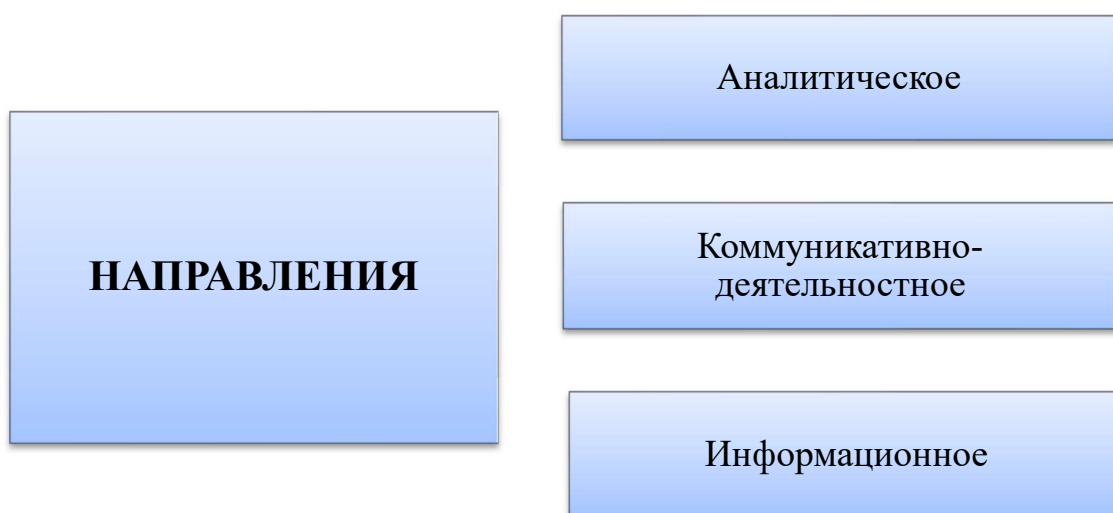 НАПРАВЛЕНИЯ
Аналитическое
Коммуникативно-
деятельностное
Информационное